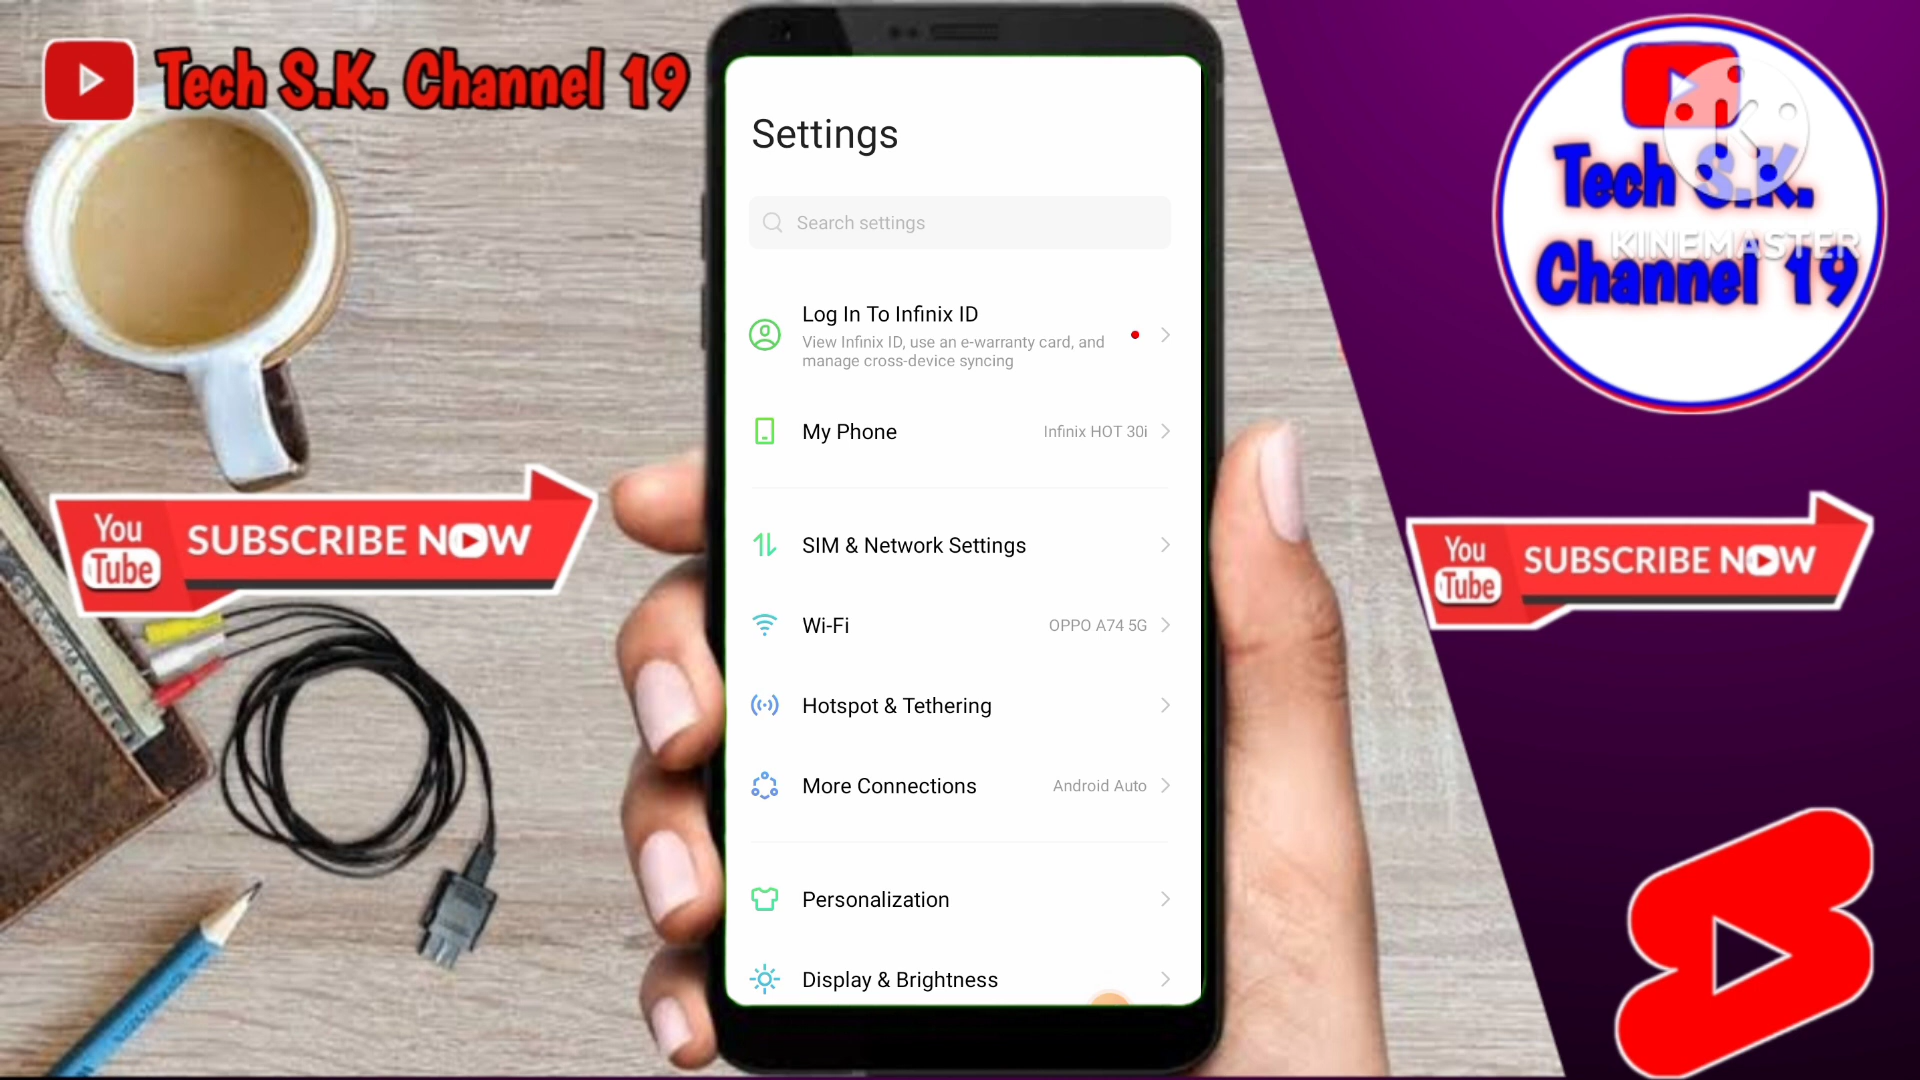 Tech S.K. Channel 19
You
Tube
SUBSCRIBE NOW
Settings
Search settings
Log In To Infinix ID
View Infinix ID, use an e-warranty card, and
manage cross-device syncing
My Phone
Infinix HOT 30i
SIM & Network Settings
Wi-Fi
OPPO A74 5G
Hotspot & Tethering
More Connections
Android Auto
Personalization
Display & Brightness
Tech S.K.
Channel 19
K
KINEMASTER
You
Tube
SUBSCRIBE NOW